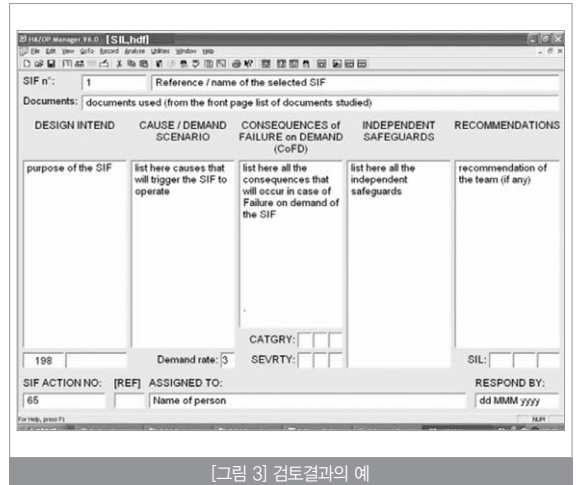 HAZOP Manager V6.0 - [SIL.hdf]
File Edit View GoTo Record Analyse Utilities Window Help
SIF n°: 1 Reference / name of the selected SIF
Documents: documents used (from the front page list of documents studied)
DESIGN INTEND
CAUSE / DEMAND
SCENARIO
CONSEQUENCES of
FAILURE on DEMAND
(CoFD)
INDEPENDENT
SAFEGUARDS
RECOMMENDATIONS
purpose of the SIF
list here causes that
will trigger the SIF to
operate
list here all the
consequences that
will occur in case of
Failure on demand of
the SIF
list here all the
independent
safeguards
recommendation of
the team (if any)
CATGRY:
198 Demand rate: 3 SEVRTY: SIL:
SIF ACTION NO: [REF] ASSIGNED TO: RESPOND BY:
65 Name of person dd MMM yyyy
For Help, press F1 NUM
[그림 3] 검토결과의 예